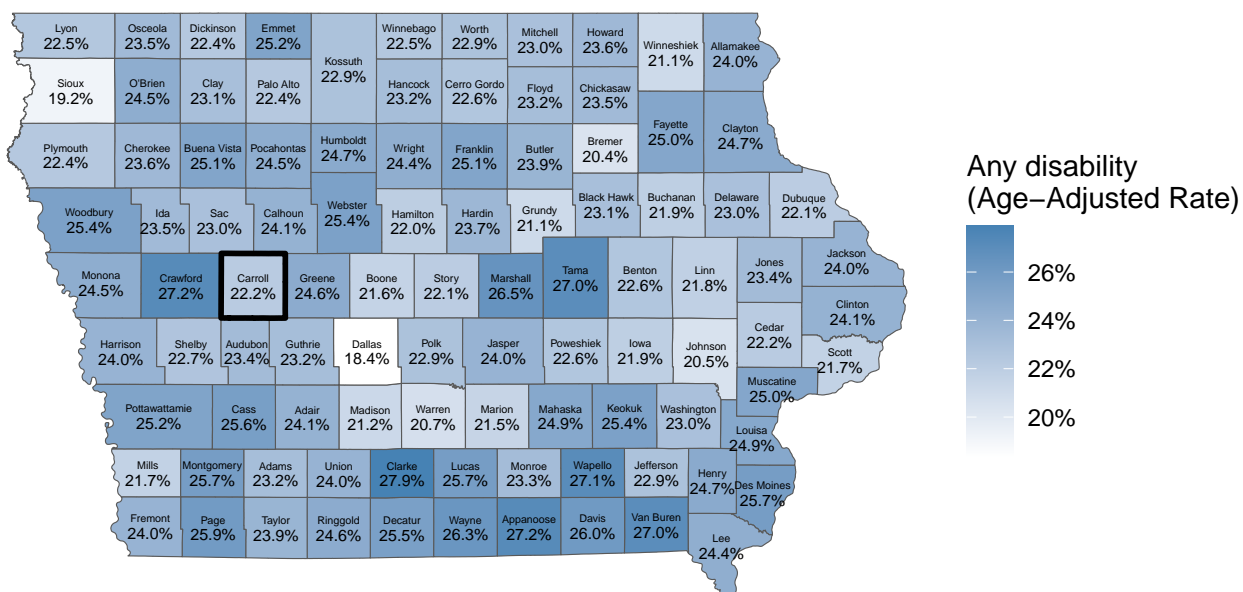 Lyon
22.5%
Osceola
23.5%
Dickinson
22.4%
Emmet
25.2%
Kossuth
22.9%
Winnebago
22.5%
Worth
22.9%
Mitchell
23.0%
Howard
23.6%
Winneshiek
21.1%
Allamakee
24.0%
Sioux
19.2%
O'Brien
24.5%
Clay
23.1%
Palo Alto
22.4%
Hancock
23.2%
Cerro Gordo
22.6%
Floyd
23.2%
Chickasaw
23.5%
Plymouth
22.4%
Cherokee
23.6%
Buena Vista
25.1%
Pocahontas
24.5%
Humboldt
24.7%
Wright
24.4%
Franklin
25.1%
Butler
23.9%
Bremer
20.4%
Fayette
25.0%
Clayton
24.7%
Woodbury
25.4%
Ida
23.5%
Sac
23.0%
Calhoun
24.1%
Webster
25.4%
Hamilton
22.0%
Hardin
23.7%
Grundy
21.1%
Black Hawk
23.1%
Buchanan
21.9%
Delaware
23.0%
Dubuque
22.1%
Monona
24.5%
Crawford
27.2%
Carroll
22.2%
Greene
24.6%
Boone
21.6%
Story
22.1%
Marshall
26.5%
Tama
27.0%
Benton
22.6%
Linn
21.8%
Jones
23.4%
Jackson
24.0%
Clinton
24.1%
Harrison
24.0%
Shelby
22.7%
Audubon
23.4%
Guthrie
23.2%
Dallas
18.4%
Polk
22.9%
Jasper
24.0%
Poweshiek
22.6%
Iowa
21.9%
Johnson
20.5%
Cedar
22.2%
Scott
21.7%
Muscatine
25.0%
Pottawattamie
25.2%
Cass
25.6%
Adair
24.1%
Madison
21.2%
Warren
20.7%
Marion
21.5%
Mahaska
24.9%
Keokuk
25.4%
Washington
23.0%
Louisa
24.9%
Mills
21.7%
Montgomery
25.7%
Adams
23.2%
Union
24.0%
Clarke
27.9%
Lucas
25.7%
Monroe
23.3%
Wapello
27.1%
Jefferson
22.9%
Henry
24.7%
Des Moines
25.7%
Fremont
24.0%
Page
25.9%
Taylor
23.9%
Ringgold
24.6%
Decatur
25.5%
Wayne
26.3%
Appanoose
27.2%
Davis
26.0%
Van Buren
27.0%
Lee
24.4%
Any disability
(Age−Adjusted Rate)
26%
24%
22%
20%